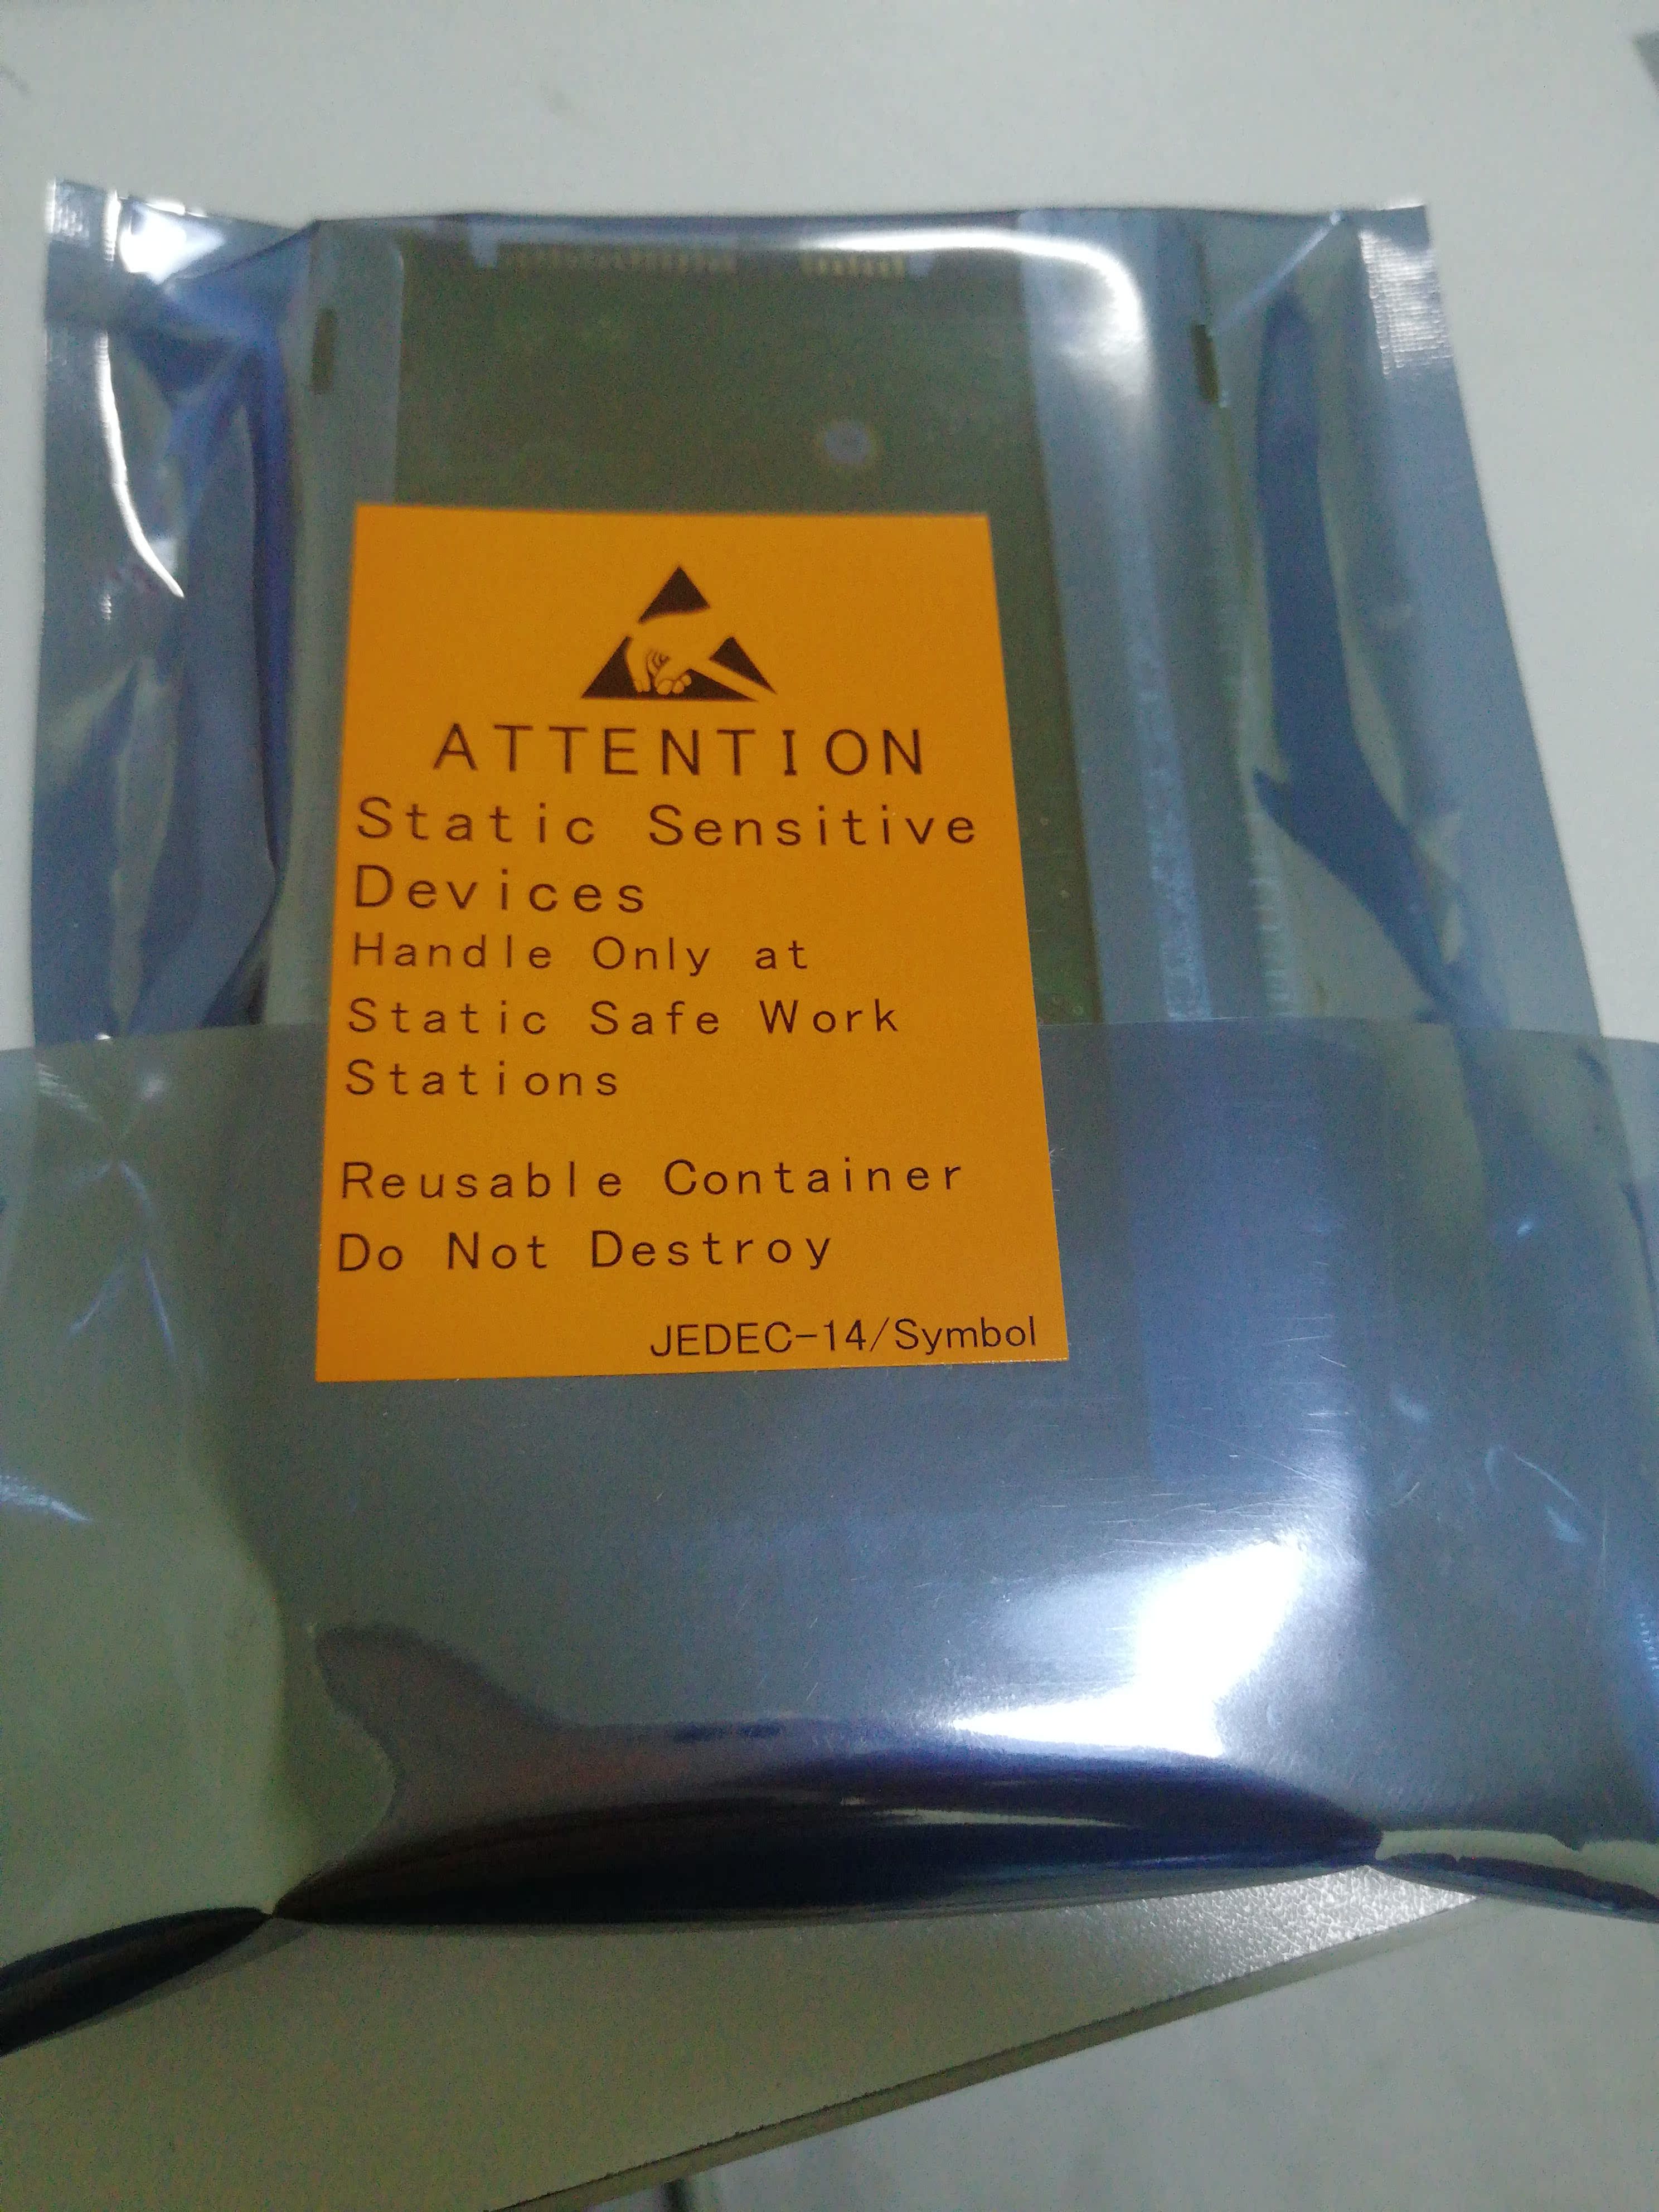 ATTENTION
Static Sensitive
Devices
Handle Only at
Static Safe Work
Stations
Reusable Container
Do Not Destroy
JEDEC-14/Symbol